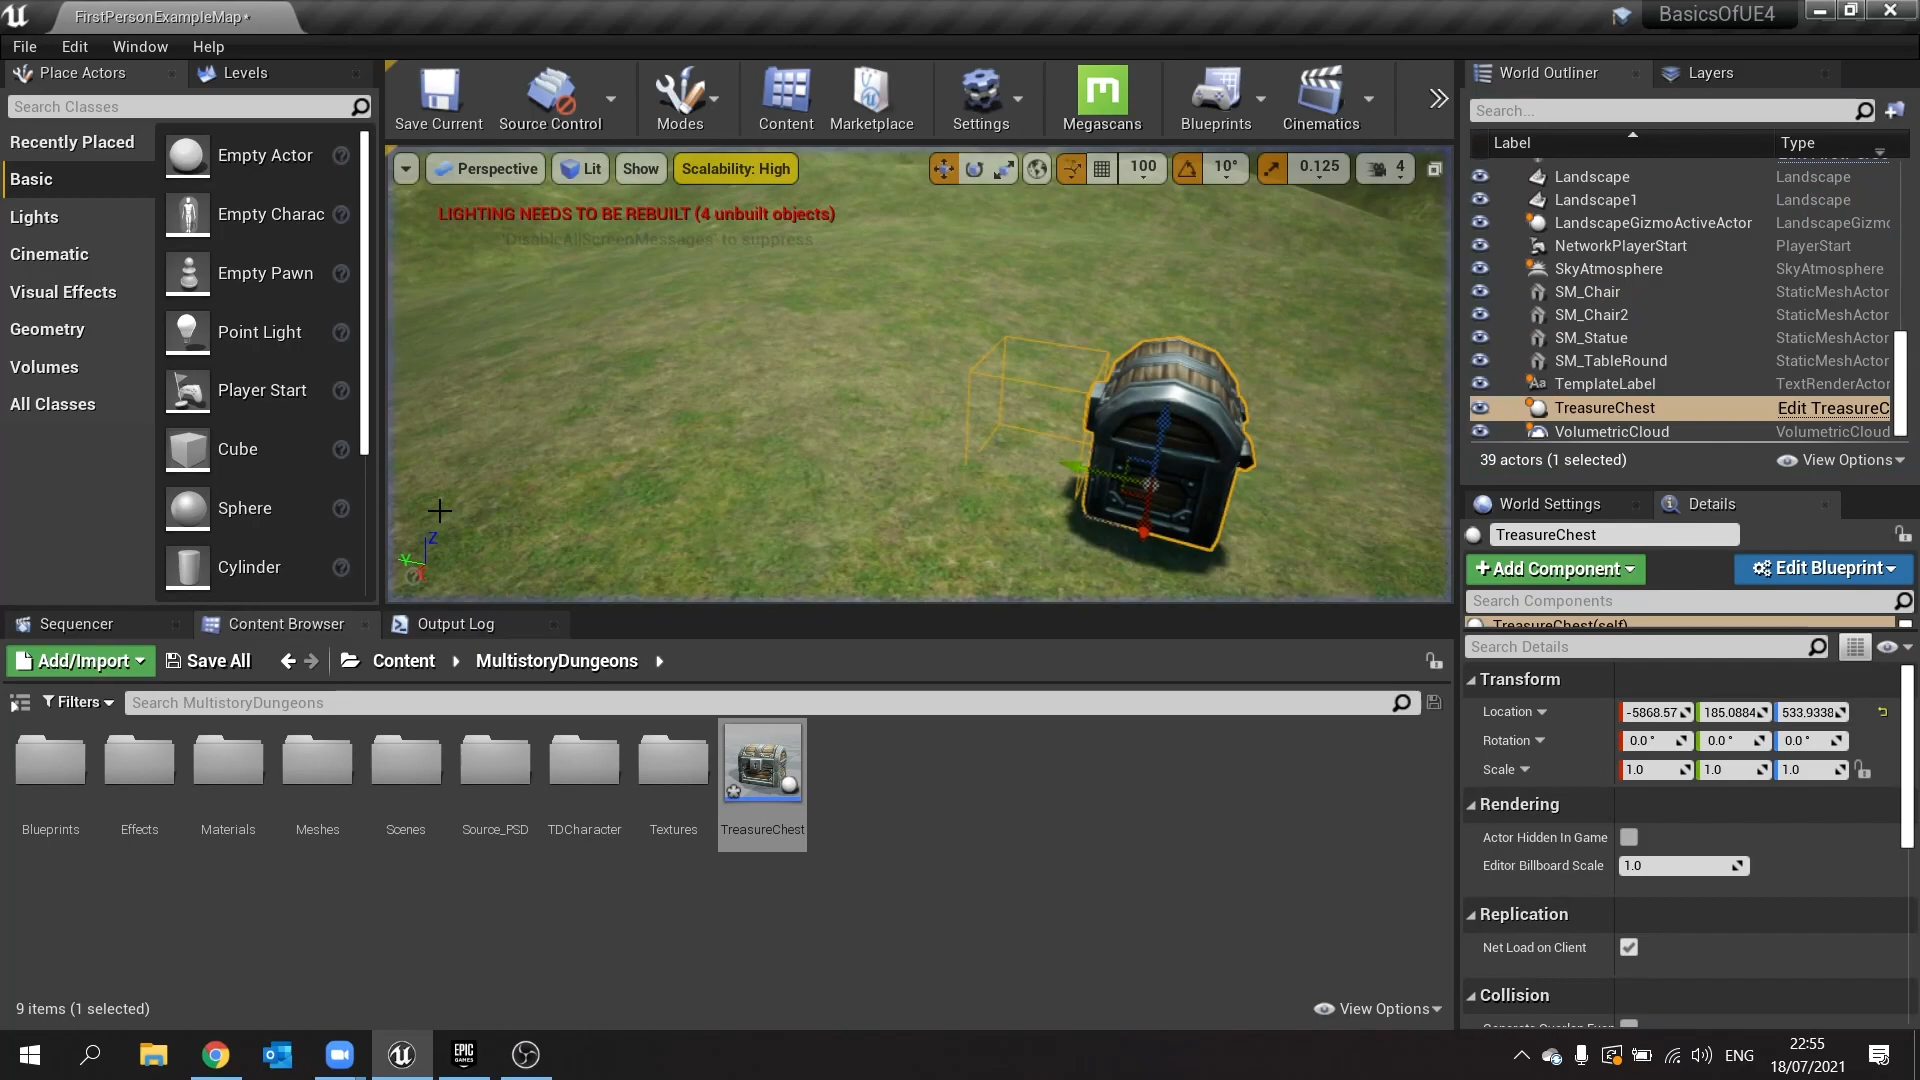 FirstPersonExampleMap*
BasicsOfUE4
File Edit Window Help
Place Actors
Levels
Search Classes
Recently Placed
Basic
Lights
Cinematic
Visual Effects
Geometry
Volumes
All Classes
Empty Actor
Empty Charac
Empty Pawn
Point Light
Player Start
Cube
Sphere
Cylinder
Save Current
Source Control
Modes
Content
Marketplace
Settings
Megascans
Blueprints
Cinematics
Perspective
Lit
Show
Scalability: High
100
10°
0.125
4
LIGHTING NEEDS TO BE REBUILT (4 unbuilt objects)
'DisableAllScreenMessages' to suppress
Z
Y
World Outliner
Layers
Search...
Label Type
Landscape Landscape
Landscape1 Landscape
LandscapeGizmoActiveActor LandscapeGizmo
NetworkPlayerStart PlayerStart
SkyAtmosphere SkyAtmosphere
SM_Chair StaticMeshActor
SM_Chair2 StaticMeshActor
SM_Statue StaticMeshActor
SM_TableRound StaticMeshActor
TemplateLabel TextRenderActor
TreasureChest Edit TreasureC
VolumetricCloud VolumetricCloud
39 actors (1 selected)
View Options
World Settings
Details
TreasureChest
+Add Component
Edit Blueprint
Search Components
TreasureChest(self)
Search Details
Transform
Location -5868.57 185.0884 533.9338
Rotation 0.0 ° 0.0 ° 0.0 °
Scale 1.0 1.0 1.0
Rendering
Actor Hidden In Game
Editor Billboard Scale 1.0
Replication
Net Load on Client
Collision
Sequencer
Content Browser
Output Log
Add/Import
Save All
Content
MultistoryDungeons
Filters
Search MultistoryDungeons
Blueprints
Effects
Materials
Meshes
Scenes
Source_PSD
TDCharacter
Textures
TreasureChest
9 items (1 selected)
View Options
EPIC
GAMES
ENG
22:55
18/07/2021